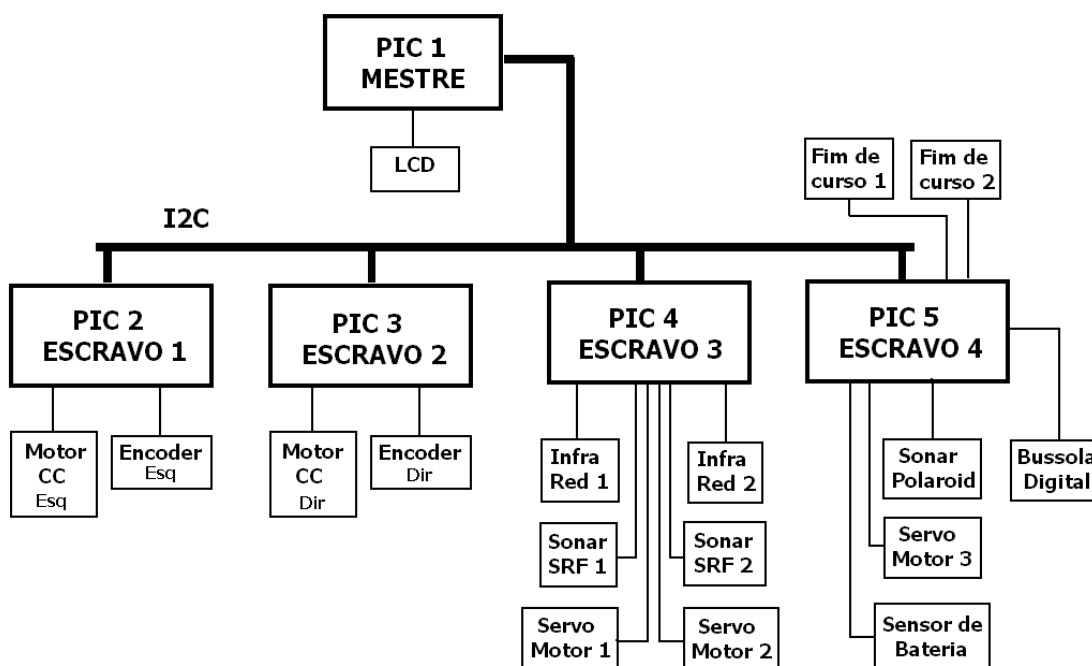 PIC 1
MESTRE
LCD
Fim de
curso 1
Fim de
curso 2
I2C
PIC 2
ESCRAVO 1
PIC 3
ESCRAVO 2
PIC 4
ESCRAVO 3
PIC 5
ESCRAVO 4
Motor
CC
Esq
Encoder
Esq
Motor
CC
Dir
Encoder
Dir
Infra
Red 1
Infra
Red 2
Sonar
Polaroid
Bussola
Digital
Sonar
SRF 1
Sonar
SRF 2
Servo
Motor 3
Servo
Motor 1
Servo
Motor 2
Sensor de
Bateria